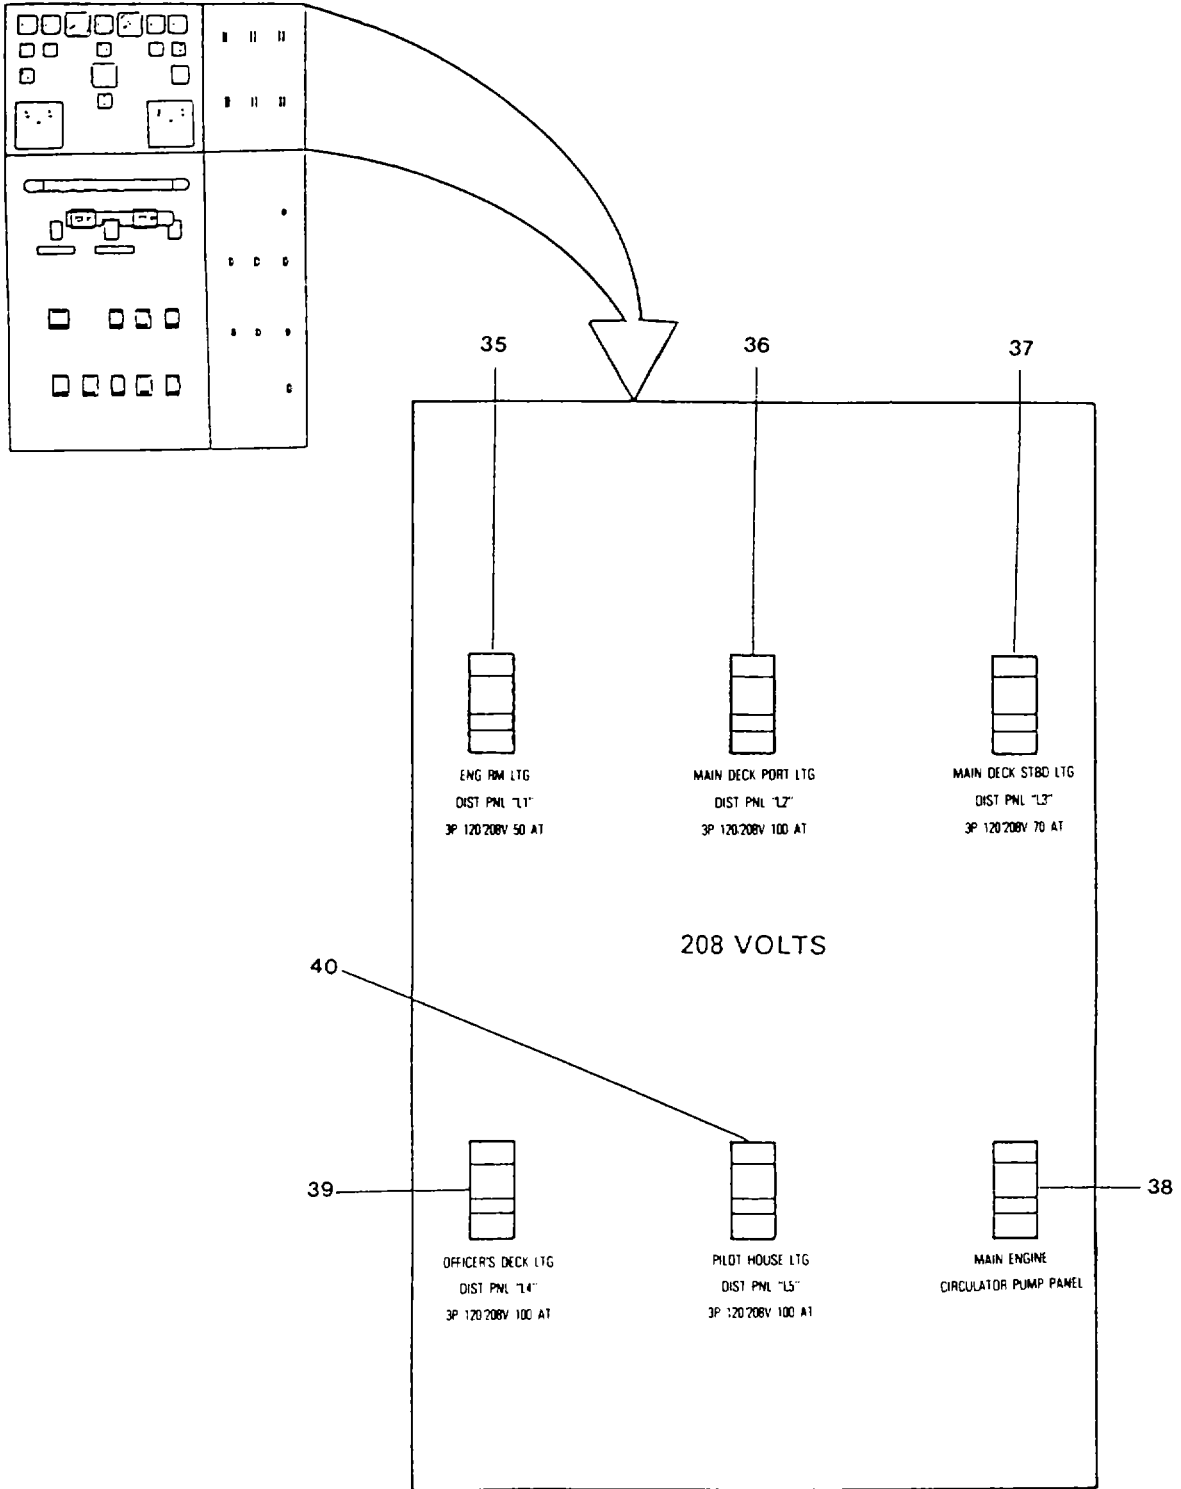 35
36
37
ENG RM LTG
DIST PNL "L1"
3P 120/208V 50 AT
MAIN DECK PORT LTG
DIST PNL "L2"
3P 120/208V 100 AT
MAIN DECK STBD LTG
DIST PNL "L3"
3P 120/208V 70 AT
208 VOLTS
40
39
38
OFFICER'S DECK LTG
DIST PNL "L4"
3P 120/208V 100 AT
PILOT HOUSE LTG
DIST PNL "L5"
3P 120/208V 100 AT
MAIN ENGINE
CIRCULATOR PUMP PANEL